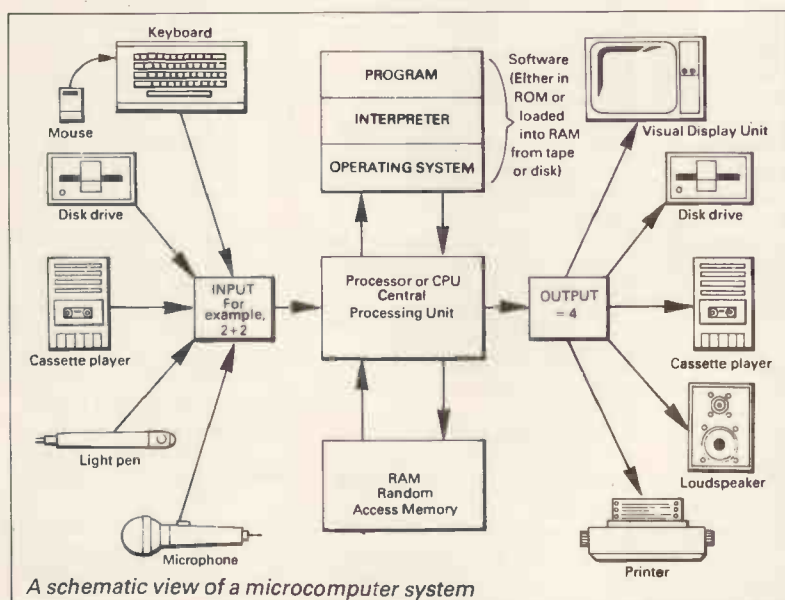 Keyboard
Mouse
Disk drive
Cassette player
Light pen
Microphone
INPUT
For
example,
2+2
PROGRAM
INTERPRETER
OPERATING SYSTEM
Software
(Either in
ROM or
loaded
into RAM
from tape
or disk)
Processor or CPU
Central
Processing Unit
RAM
Random
Access Memory
OUTPUT
= 4
Visual Display Unit
Disk drive
Cassette player
Loudspeaker
Printer
A schematic view of a microcomputer system